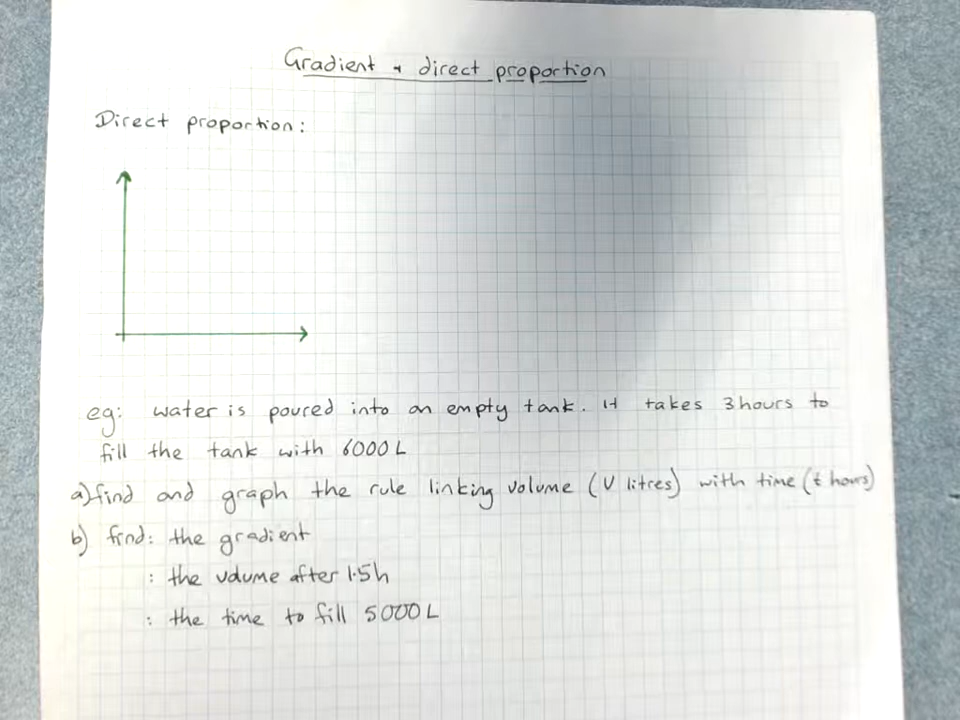 Gradient + direct proportion
Direct proportion:
eg: water is poured into an empty tank. It takes 3 hours to
fill the tank with 6000 L
a) find and graph the rule linking volume (V litres) with time (t hours)
b) find: the gradient
: the volume after 1.5h
: the time to fill 5000 L